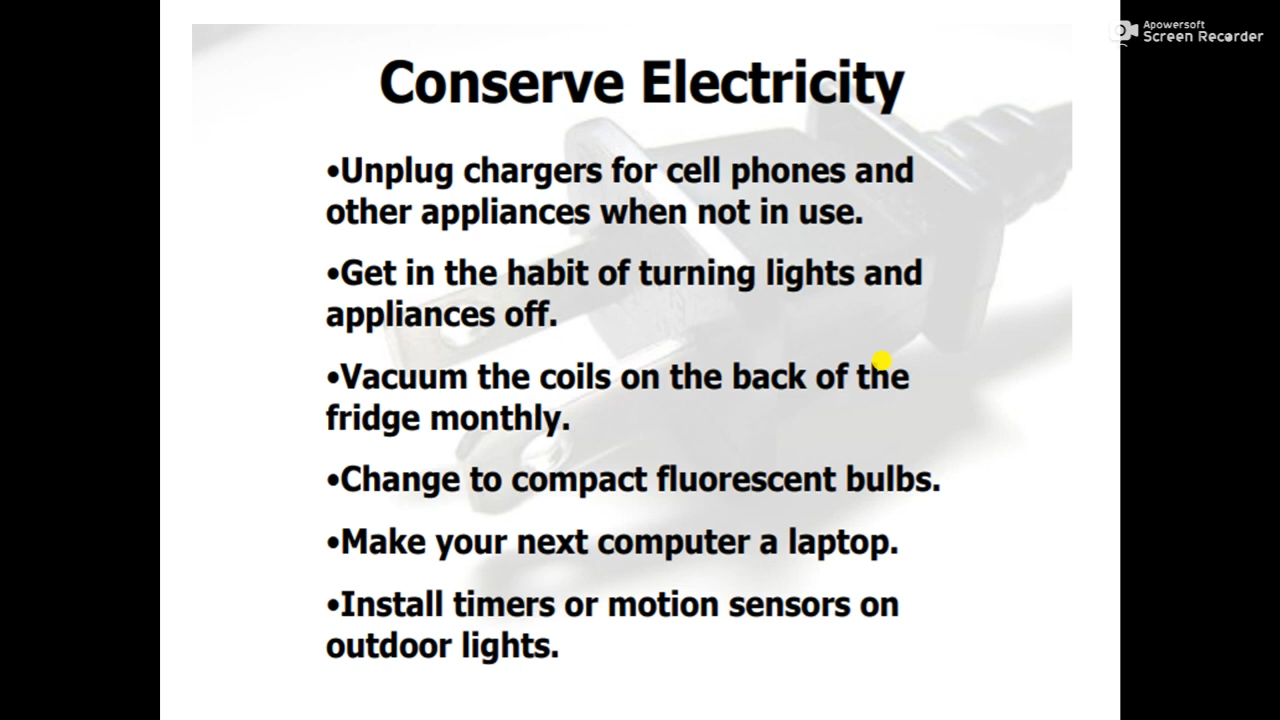 Apowersoft
Screen Recorder
Conserve Electricity
•Unplug chargers for cell phones and
other appliances when not in use.
•Get in the habit of turning lights and
appliances off.
•Vacuum the coils on the back of the
fridge monthly.
•Change to compact fluorescent bulbs.
•Make your next computer a laptop.
•Install timers or motion sensors on
outdoor lights.